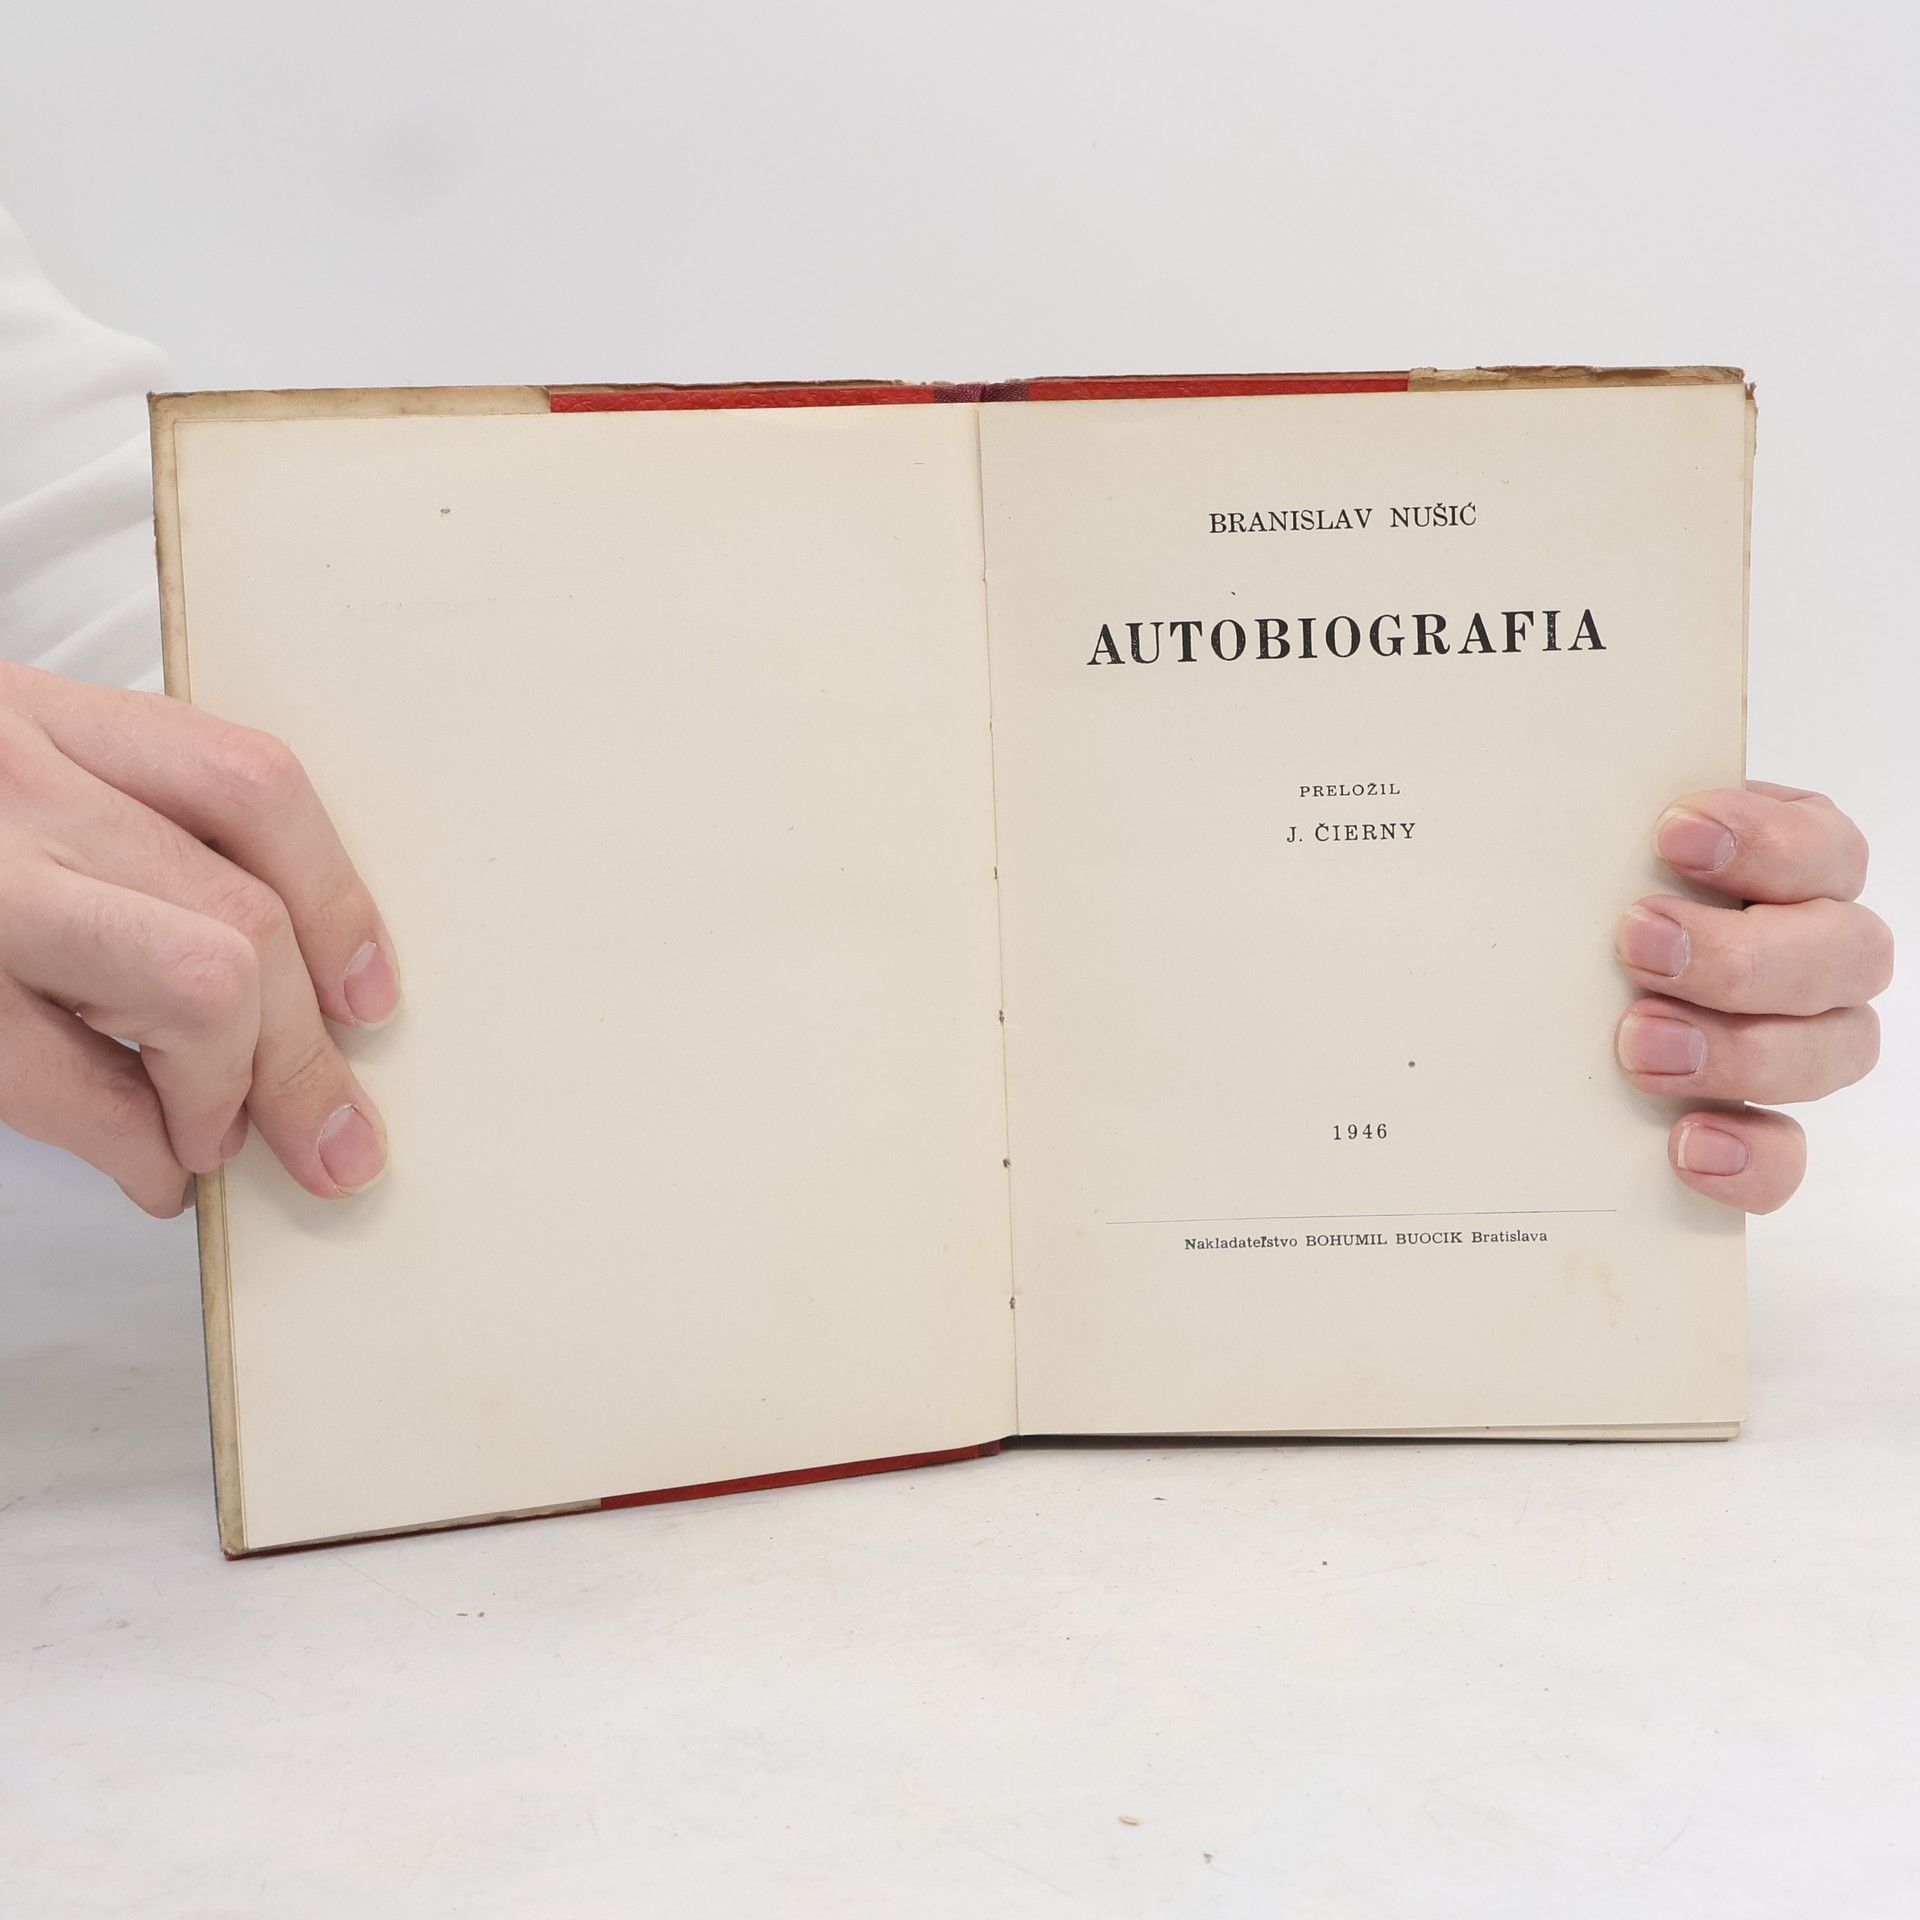 BRANISLAV NUŠIĆ
AUTOBIOGRAFIA
PRELOŽIL
J. ČIERNY
1946
Nakladateľstvo BOHUMIL BUOCIK Bratislava